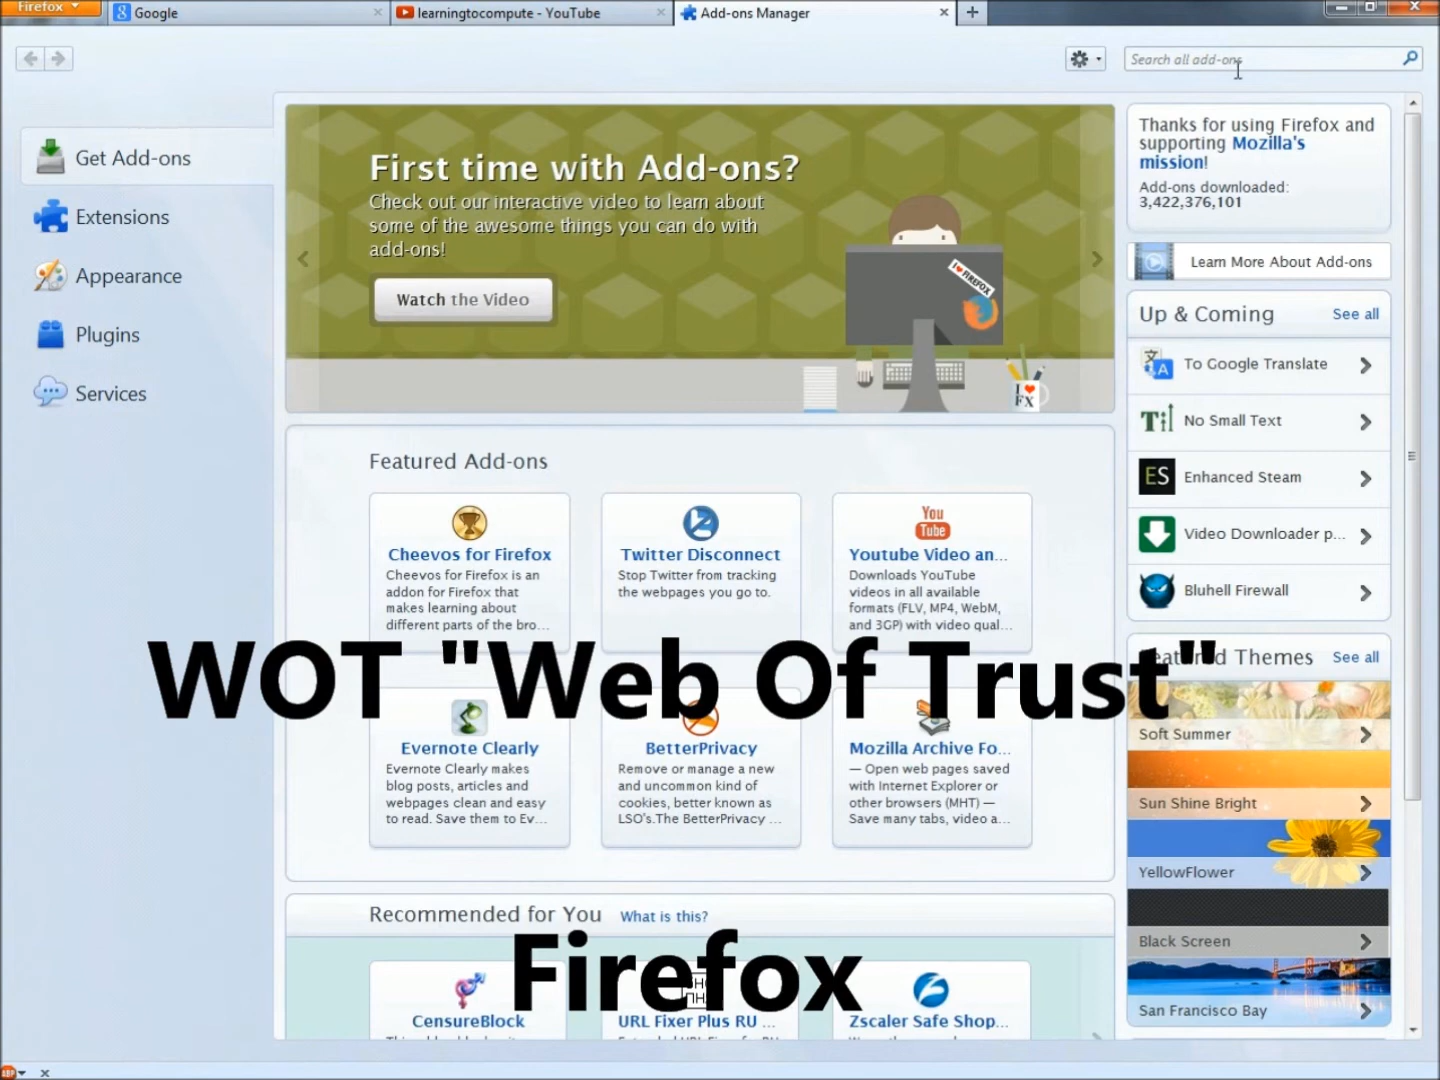 Firefox
Google
learningtocompute - YouTube
Add-ons Manager
Search all add-ons
Get Add-ons
Extensions
Appearance
Plugins
Services
First time with Add-ons?
Check out our interactive video to learn about
some of the awesome things you can do with
add-ons!
Watch the Video
I ♥ FIREFOX
I ♥
FX
Thanks for using Firefox and
supporting Mozilla's
mission!
Add-ons downloaded:
3,422,376,101
Learn More About Add-ons
Up & Coming
See all
To Google Translate
No Small Text
ES
Enhanced Steam
Video Downloader p...
Bluhell Firewall
Featured Add-ons
Cheevos for Firefox
Cheevos for Firefox is an
addon for Firefox that
makes learning about
different parts of the bro...
Twitter Disconnect
Stop Twitter from tracking
the webpages you go to.
You
Tube
Youtube Video an...
Downloads YouTube
videos in all available
formats (FLV, MP4, WebM,
and 3GP) with video qual...
WOT "Web Of Trust"
Evernote Clearly
Evernote Clearly makes
blog posts, articles and
webpages clean and easy
to read. Save them to Ev...
BetterPrivacy
Remove or manage a new
and uncommon kind of
cookies, better known as
LSO's.The BetterPrivacy ...
Mozilla Archive Fo...
— Open web pages saved
with Internet Explorer or
other browsers (MHT) —
Save many tabs, video a...
Themes
See all
Soft Summer
Sun Shine Bright
YellowFlower
Black Screen
San Francisco Bay
Recommended for You
What is this?
Firefox
CensureBlock
URL Fixer Plus RU ...
Zscaler Safe Shop...
ABP